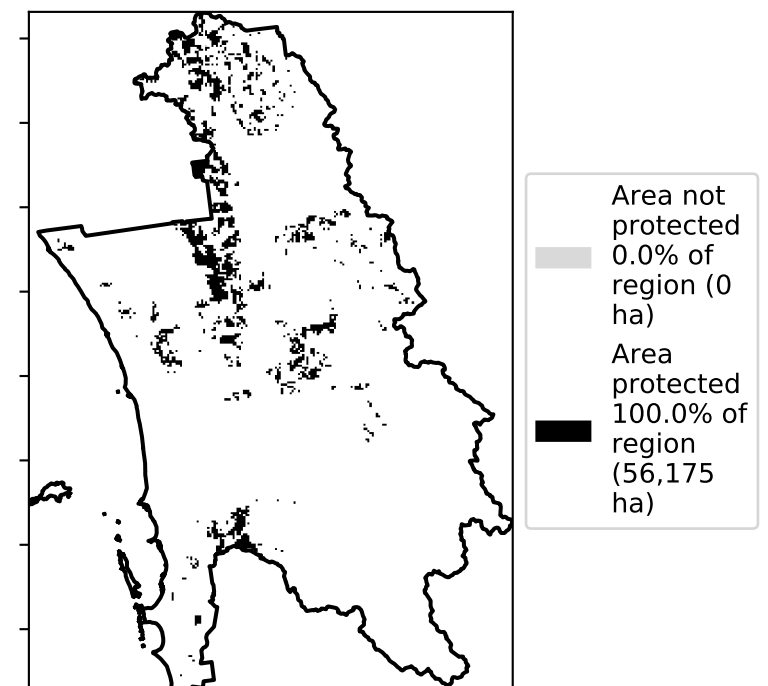 Area not
protected
0.0% of
region (0
ha)
Area
protected
100.0% of
region
(56,175
ha)